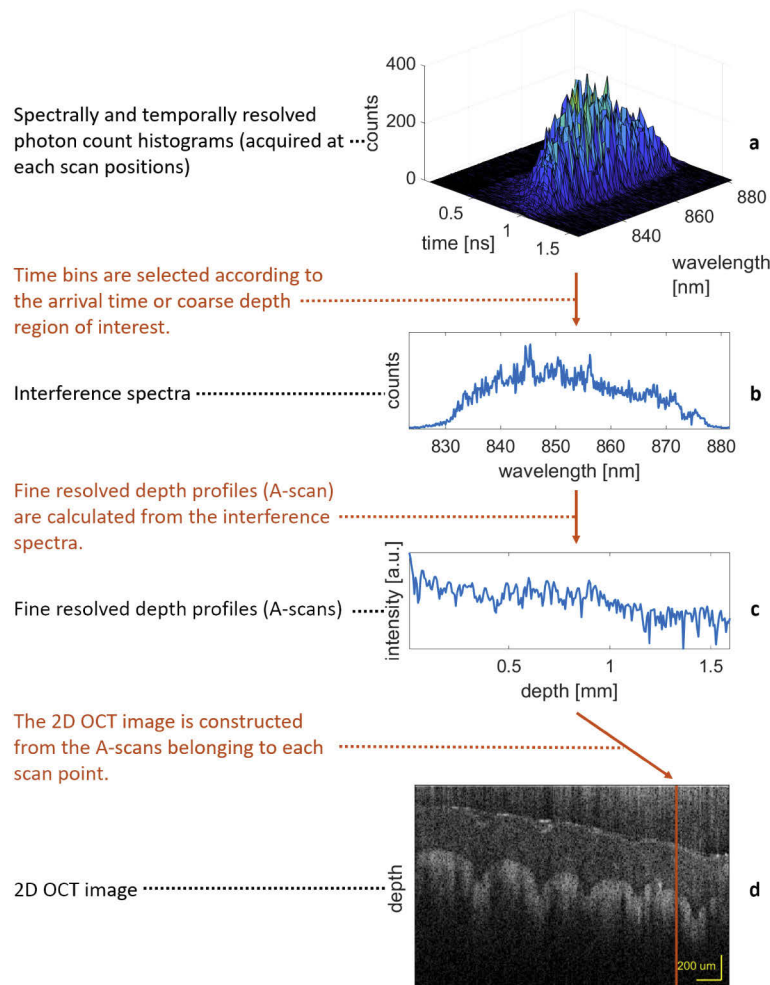 400
200
0
counts
Spectrally and temporally resolved
photon count histograms (acquired at
each scan positions)
a
0.5
1
1.5
time [ns]
840
860
880
wavelength
[nm]
Time bins are selected according to
the arrival time or coarse depth
region of interest.
Interference spectra
counts
b
830 840 850 860 870 880
wavelength [nm]
Fine resolved depth profiles (A-scan)
are calculated from the interference
spectra.
Fine resolved depth profiles (A-scans)
intensity [a.u.]
c
0.5 1 1.5
depth [mm]
The 2D OCT image is constructed
from the A-scans belonging to each
scan point.
2D OCT image
depth
d
200 um